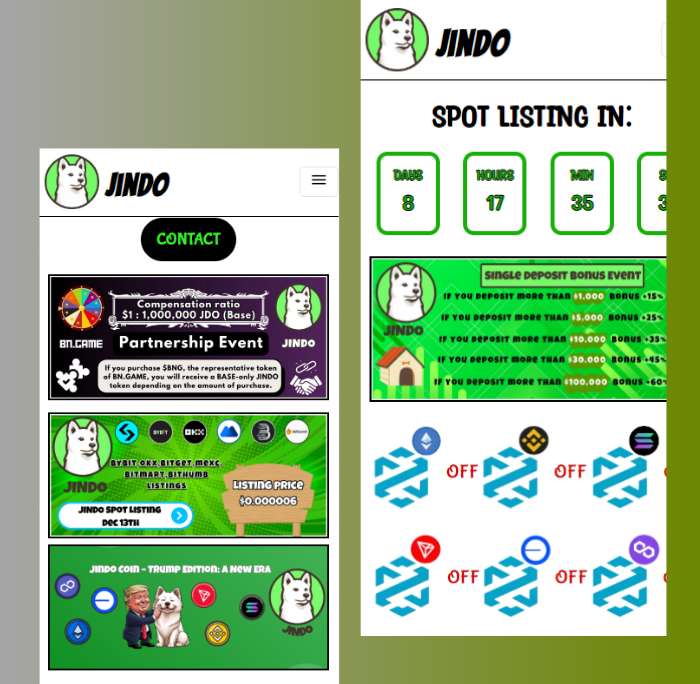 JINDO
CONTACT
Compensation ratio
$1 : 1,000,000 JDO (Base)
BN.GAME
Partnership Event
JINDO
If you purchase $BNG, the representative token
of BN.GAME, you will receive a BASE-only JINDO
token depending on the amount of purchase.
OKX
BYBIT,OKX,BITGET,MEXC,
BITMART,BITHUMB
LISTINGS
JINDO
LISTING PRICE
$0.000006
JINDO SPOT LISTING
DEC 13TH
JINDO COIN - TRUMP EDITION: A NEW ERA
JINDO
JINDO
SPOT LISTING IN:
DAYS
8
HOURS
17
MIN
35
S
3
SINGLE DEPOSIT BONUS EVENT
IF YOU DEPOSIT MORE THAN $1,000 BONUS +15%
IF YOU DEPOSIT MORE THAN $5,000 BONUS +25%
IF YOU DEPOSIT MORE THAN $10,000 BONUS +35%
IF YOU DEPOSIT MORE THAN $30,000 BONUS +45%
IF YOU DEPOSIT MORE THAN $100,000 BONUS +60%
JINDO
OFF
OFF
OFF
OFF